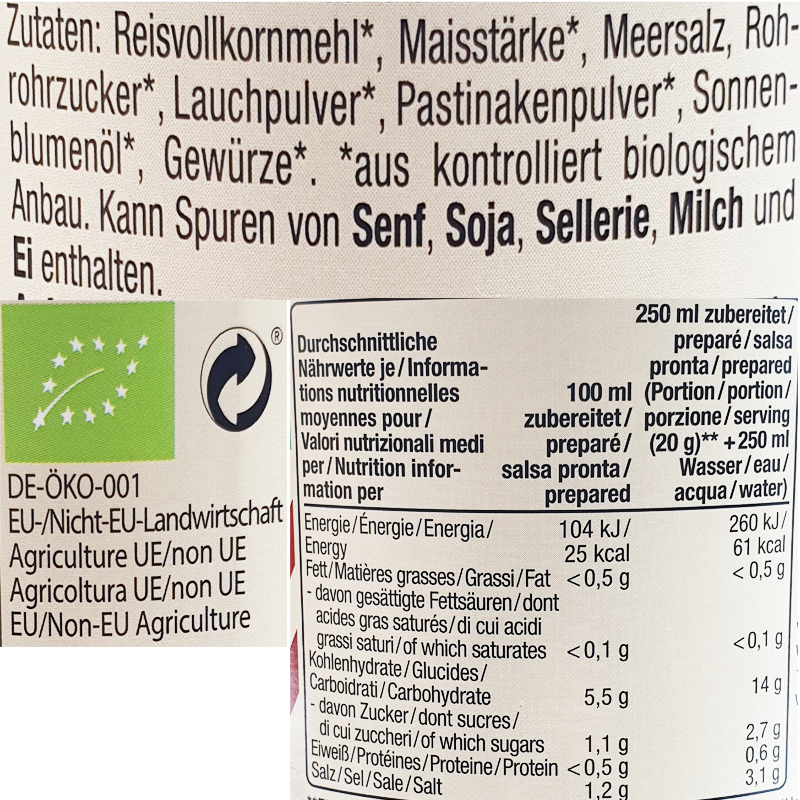 Zutaten: Reisvollkornmehl*, Maisstärke*, Meersalz, Roh-
rohrzucker*, Lauchpulver*, Pastinakenpulver*, Sonnen-
blumenöl*, Gewürze*. *aus kontrolliert biologischem
Anbau. Kann Spuren von Senf, Soja, Sellerie, Milch und
Ei enthalten.
®
DE-ÖKO-001
EU-/Nicht-EU-Landwirtschaft
Agriculture UE/non UE
Agricoltura UE/non UE
EU/Non-EU Agriculture
Durchschnittliche
Nährwerte je/Informa-
tions nutritionnelles
moyennes pour/
Valori nutrizionali medi
per/Nutrition infor-
mation per
100 ml
zubereitet/
preparé/
salsa pronta/
prepared
250 ml zubereitet/
preparé/salsa
pronta/prepared
(Portion/portion/
porzione/serving
(20 g)** +250 ml
Wasser/eau/
acqua/water)
Energie/Énergie/Energia/ 104 kJ/ 260 kJ/
Energy 25 kcal 61 kcal
Fett/Matières grasses/Grassi/Fat <0,5 g <0,5 g
- davon gesättigte Fettsäuren/dont
acides gras saturés/di cui acidi
grassi saturi/of which saturates <0,1 g <0,1 g
Kohlenhydrate/Glucides/
Carboidrati/Carbohydrate 5,5 g 14 g
- davon Zucker/dont sucres/
di cui zuccheri/of which sugars 1,1 g 2,7 g
Eiweiß/Protéines/Proteine/Protein <0,5 g 0,6 g
Salz/Sel/Sale/Salt 1,2 g 3,1 g